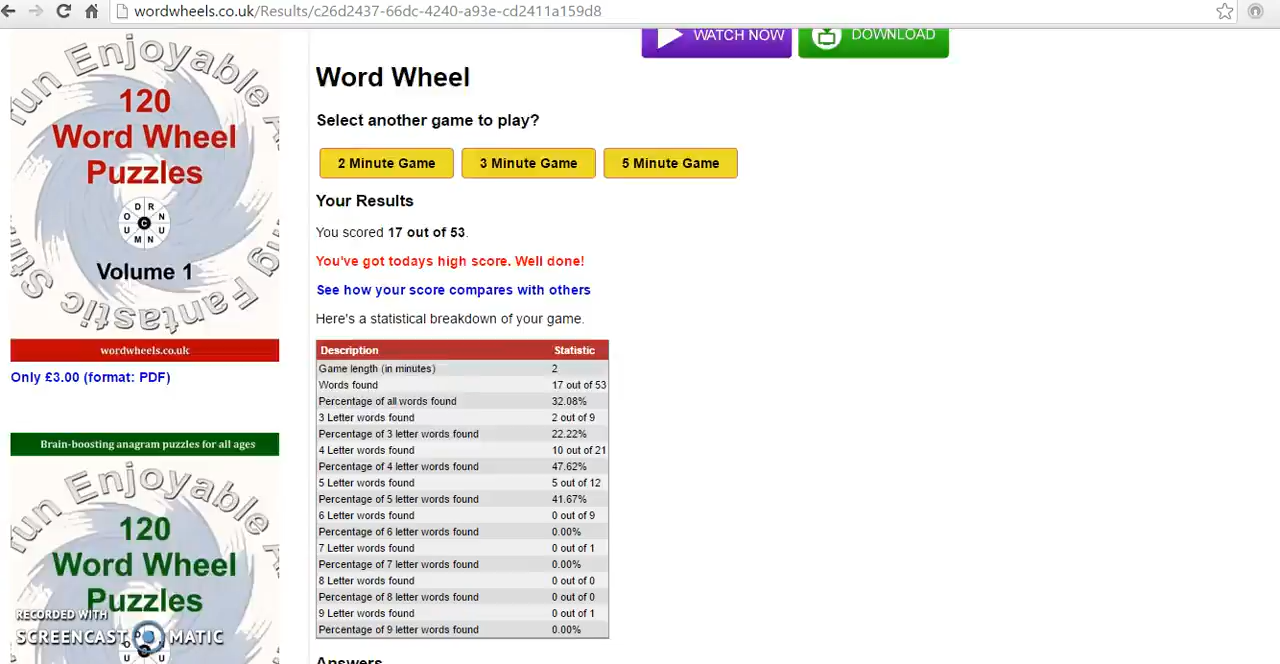 wordwheels.co.uk/Results/c26d2437-66dc-4240-a93e-cd2411a159d8
WATCH NOW
DOWNLOAD
Enjoyable
120
Word Wheel
Puzzles
D R
O N
C
U U
M N
Volume 1
Fantastic
wordwheels.co.uk
Only £3.00 (format: PDF)
Brain-boosting anagram puzzles for all ages
fun Enjoyable
120
Word Wheel
Puzzles
RECORDED WITH
SCREENCAST-O-MATIC
Word Wheel
Select another game to play?
2 Minute Game
3 Minute Game
5 Minute Game
Your Results
You scored 17 out of 53.
You've got todays high score. Well done!
See how your score compares with others
Here's a statistical breakdown of your game.
Description Statistic
Game length (in minutes) 2
Words found 17 out of 53
Percentage of all words found 32.08%
3 Letter words found 2 out of 9
Percentage of 3 letter words found 22.22%
4 Letter words found 10 out of 21
Percentage of 4 letter words found 47.62%
5 Letter words found 5 out of 12
Percentage of 5 letter words found 41.67%
6 Letter words found 0 out of 9
Percentage of 6 letter words found 0.00%
7 Letter words found 0 out of 1
Percentage of 7 letter words found 0.00%
8 Letter words found 0 out of 0
Percentage of 8 letter words found 0 out of 0
9 Letter words found 0 out of 1
Percentage of 9 letter words found 0.00%
Answers